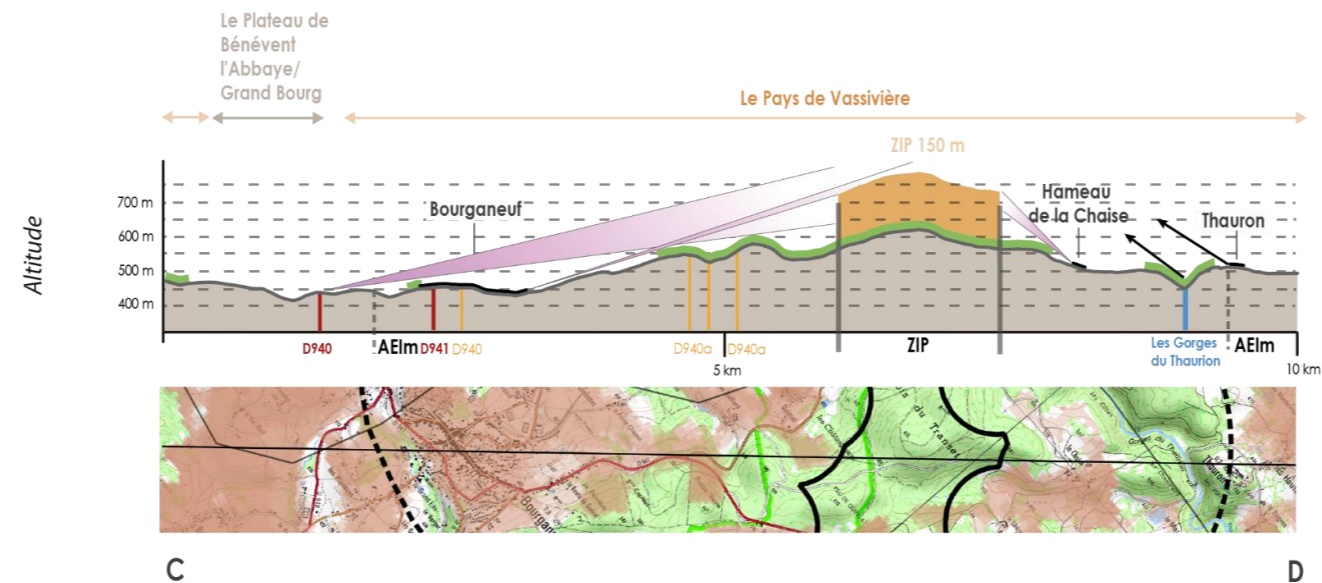 Le Plateau de
Bénévent
l'Abbaye/
Grand Bourg
Le Pays de Vassivière
ZIP 150 m
Altitude
700 m
600 m
500 m
400 m
Bourganeuf
Hameau
de la Chaise
Thauron
D940
AEIm
D941
D940
D940a
D940a
5 km
ZIP
Les Gorges
du Thaurion
AEIm
10 km
du Transet
C
D